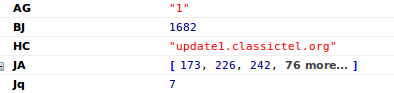 AG "1"
BJ 1682
HC "update1.classictel.org"
JA [ 173, 226, 242, 76 more... ]
Jq 7